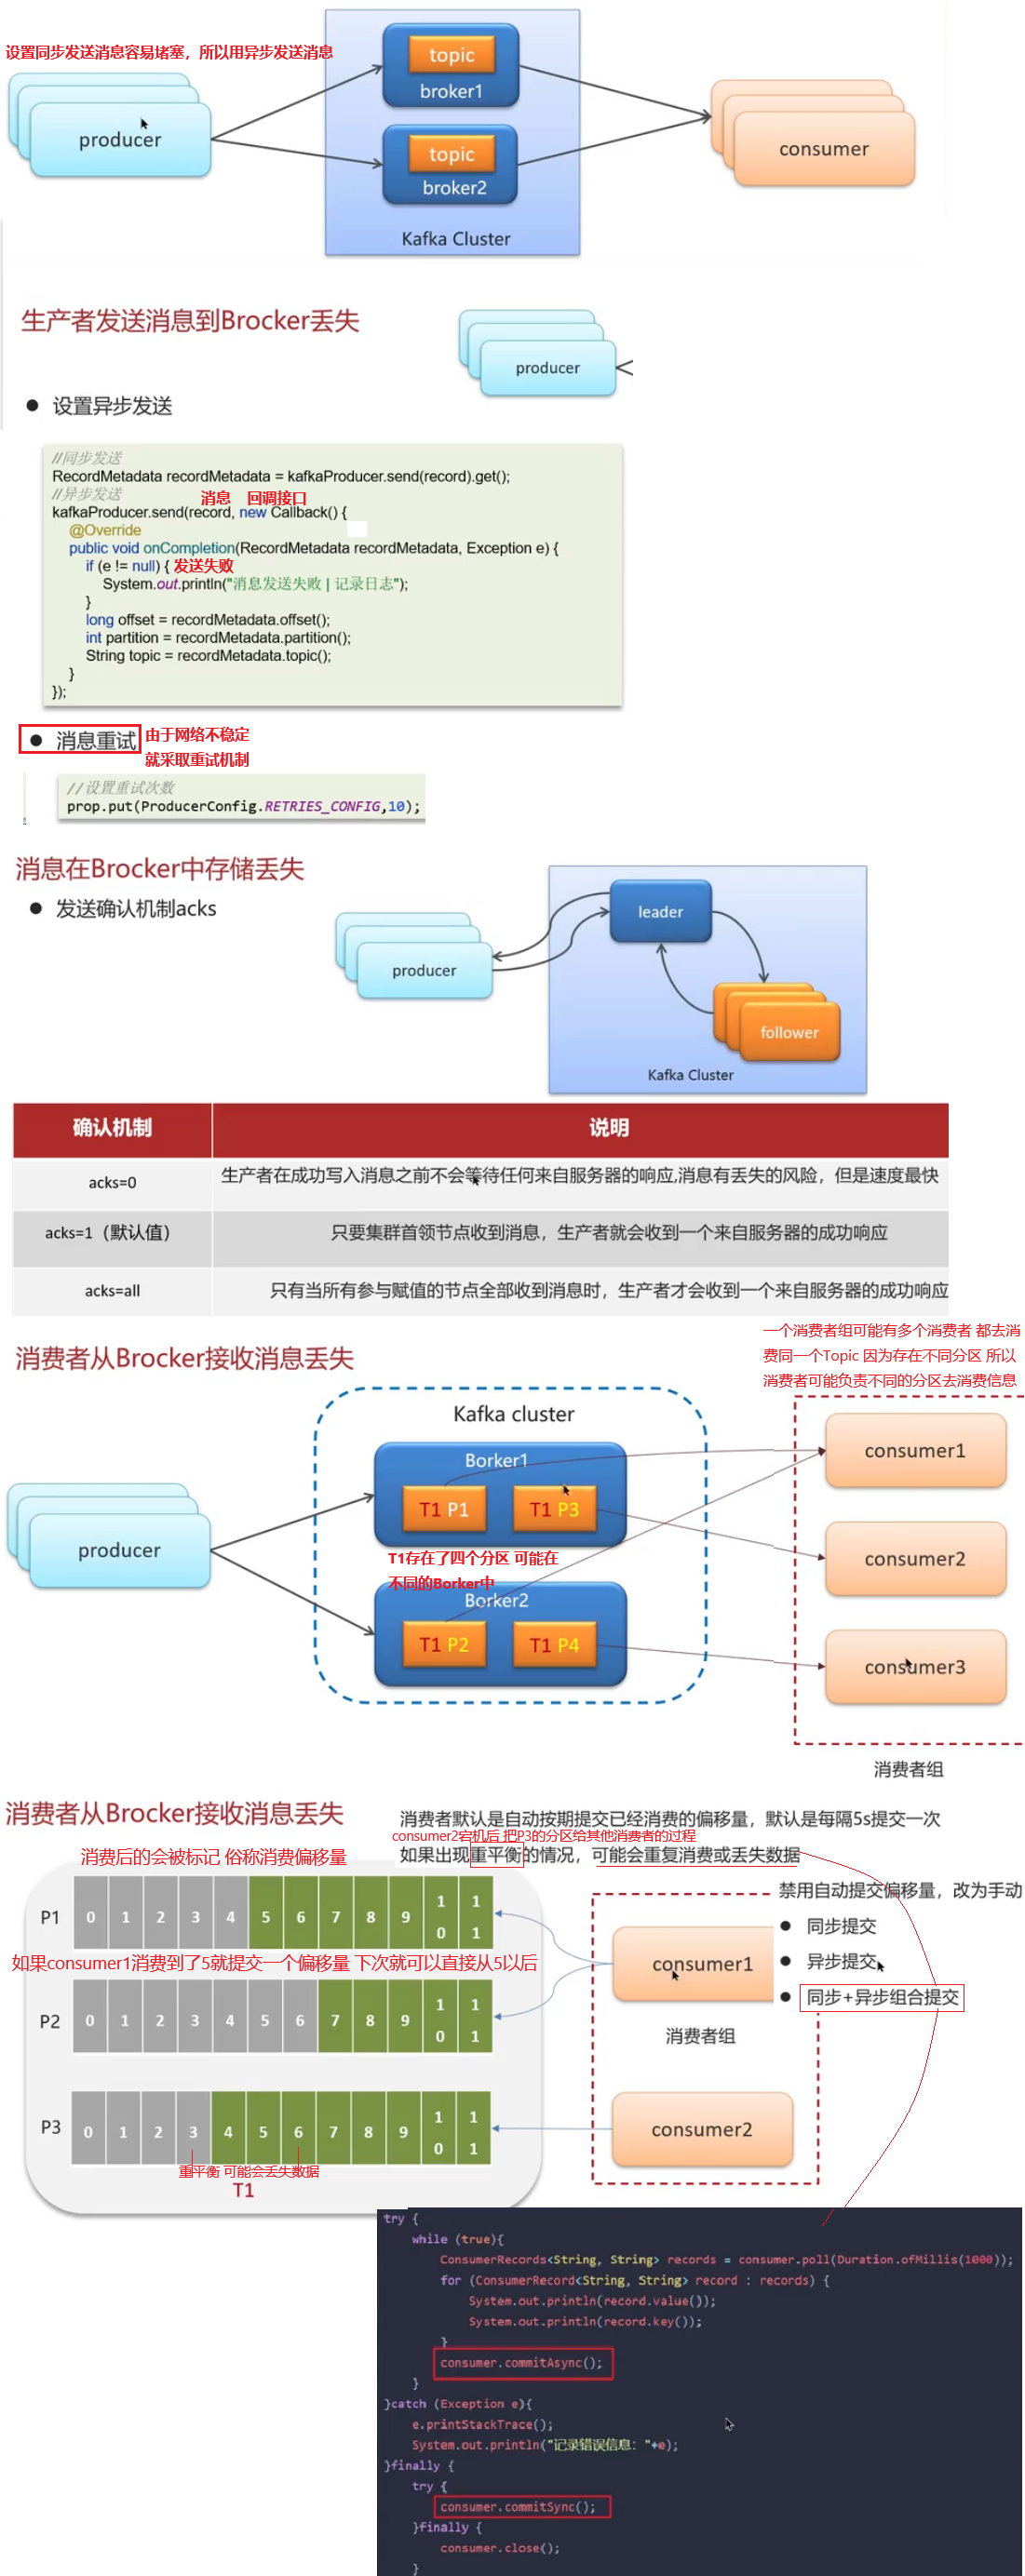 设置同步发送消息容易堵塞，所以用异步发送消息
topic
broker1
producer
consumer
topic
broker2
Kafka Cluster
生产者发送消息到Brocker丢失
producer
● 设置异步发送
//同步发送
RecordMetadata recordMetadata = kafkaProducer.send(record).get();
//异步发送
消息 回调接口
kafkaProducer.send(record, new Callback() {
@Override
public void onCompletion(RecordMetadata recordMetadata, Exception e) {
if (e != null) { 发送失败
System.out.println("消息发送失败 | 记录日志");
}
long offset = recordMetadata.offset();
int partition = recordMetadata.partition();
String topic = recordMetadata.topic();
}
});
● 消息重试
由于网络不稳定
就采取重试机制
//设置重试次数
prop.put(ProducerConfig.RETRIES_CONFIG,10);
消息在Brocker中存储丢失
● 发送确认机制acks
leader
producer
follower
Kafka Cluster
确认机制 说明
acks=0 生产者在成功写入消息之前不会等待任何来自服务器的响应,消息有丢失的风险，但是速度最快
acks=1（默认值） 只要集群首领节点收到消息，生产者就会收到一个来自服务器的成功响应
acks=all 只有当所有参与赋值的节点全部收到消息时，生产者才会收到一个来自服务器的成功响应
一个消费者组可能有多个消费者 都去消
费同一个Topic 因为存在不同分区 所以
消费者可能负责不同的分区去消费信息
消费者从Brocker接收消息丢失
Kafka cluster
Borker1
T1 P1
T1 P3
consumer1
producer
T1存在了四个分区 可能在
不同的Borker中
consumer2
Borker2
T1 P2
T1 P4
consumer3
消费者组
消费者从Brocker接收消息丢失
消费者默认是自动按期提交已经消费的偏移量，默认是每隔5s提交一次
consumer2宕机后 把P3的分区给其他消费者的过程
如果出现重平衡的情况，可能会重复消费或丢失数据
消费后的会被标记 俗称消费偏移量
禁用自动提交偏移量，改为手动
P1 0 1 2 3 4 5 6 7 8 9 10 11
● 同步提交
● 异步提交
● 同步+异步组合提交
如果consumer1消费到了5就提交一个偏移量 下次就可以直接从5以后
consumer1
P2 0 1 2 3 4 5 6 7 8 9 10 11
消费者组
P3 0 1 2 3 4 5 6 7 8 9 10 11
consumer2
重平衡 可能会丢失数据
T1
try {
while (true){
ConsumerRecords<String, String> records = consumer.poll(Duration.ofMillis(1000));
for (ConsumerRecord<String, String> record : records) {
System.out.println(record.value());
System.out.println(record.key());
}
consumer.commitAsync();
}
}catch (Exception e){
e.printStackTrace();
System.out.println("记录错误信息："+e);
}finally {
try {
consumer.commitSync();
}finally {
consumer.close();
}